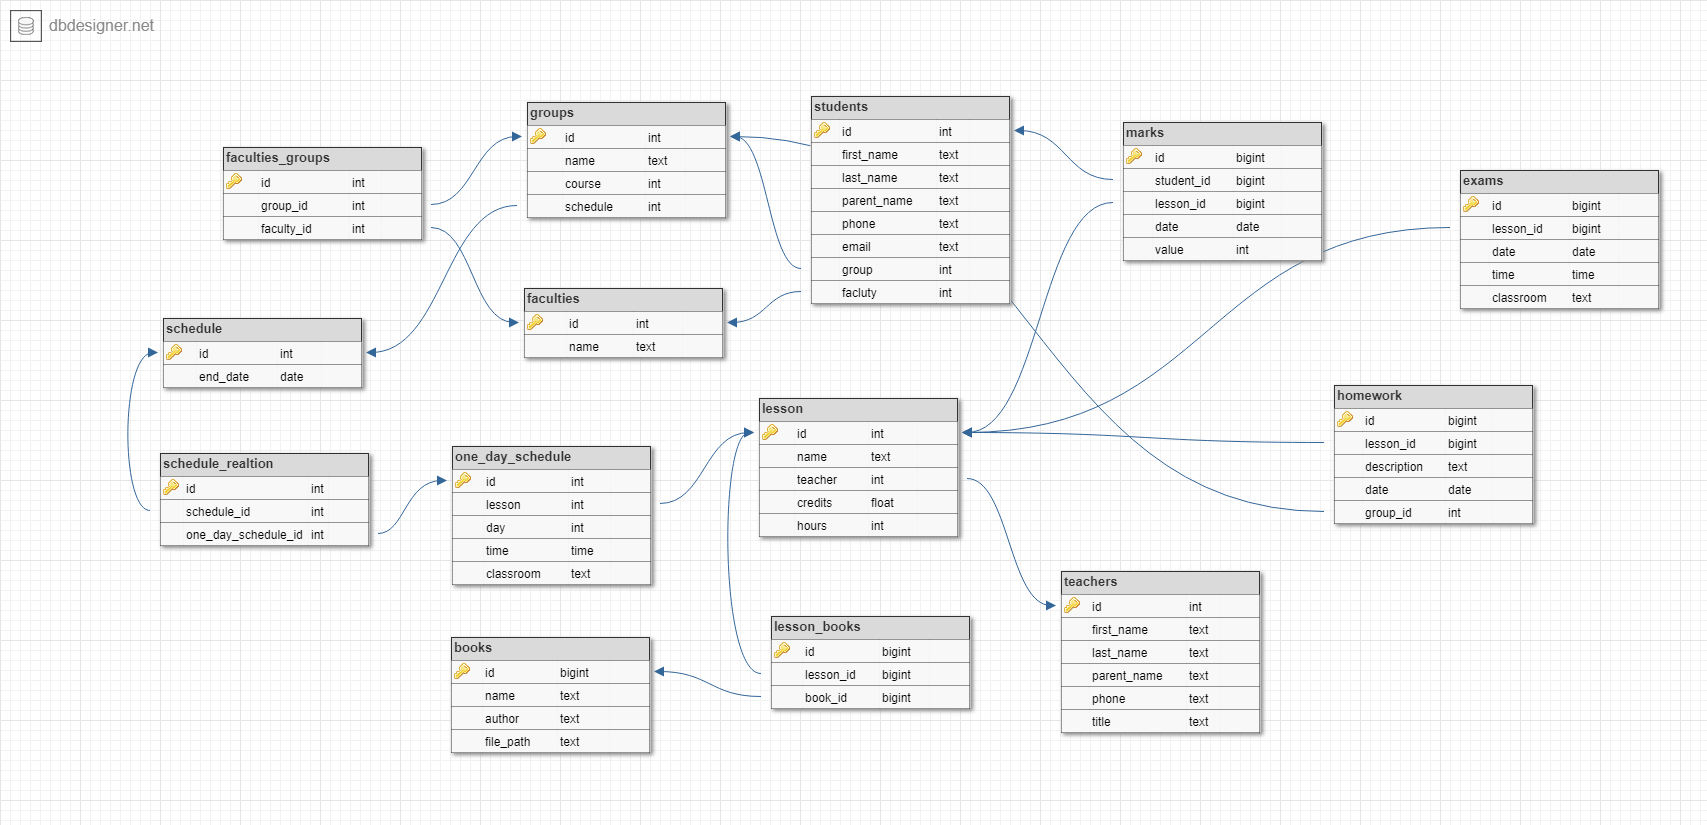 dbdesigner.net
faculties_groups
id int
group_id int
faculty_id int
groups
id int
name text
course int
schedule int
students
id int
first_name text
last_name text
parent_name text
phone text
email text
group int
facluty int
marks
id bigint
student_id bigint
lesson_id bigint
date date
value int
exams
id bigint
lesson_id bigint
date date
time time
classroom text
schedule
id int
end_date date
faculties
id int
name text
schedule_realtion
id int
schedule_id int
one_day_schedule_id int
one_day_schedule
id int
lesson int
day int
time time
classroom text
lesson
id int
name text
teacher int
credits float
hours int
homework
id bigint
lesson_id bigint
description text
date date
group_id int
books
id bigint
name text
author text
file_path text
lesson_books
id bigint
lesson_id bigint
book_id bigint
teachers
id int
first_name text
last_name text
parent_name text
phone text
title text